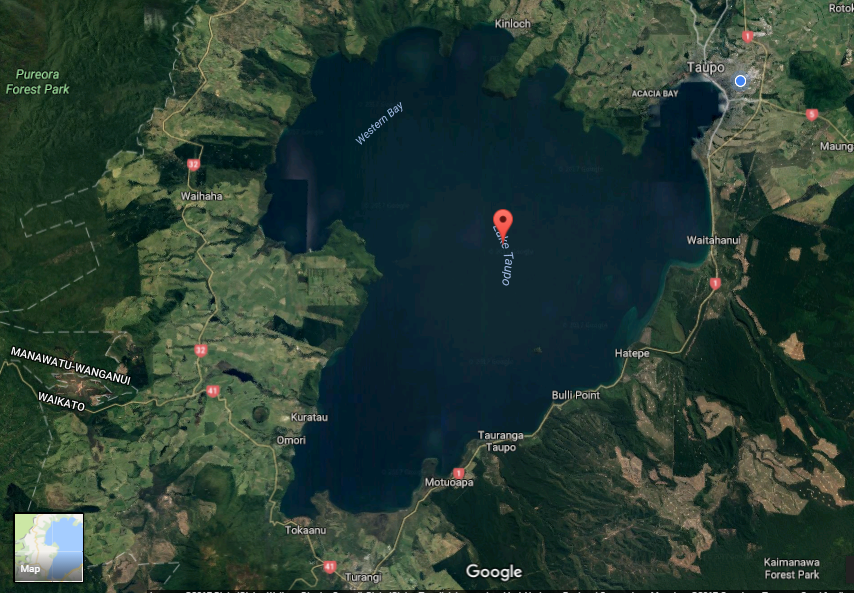 Kinloch
Rotok
1
Taupo
Pureora
Forest Park
ACACIA BAY
Western Bay
5
Maung
32
Waihaha
Lake Taupo
Waitahanui
1
MANAWATU-WANGANUI
32
Hatepe
WAIKATO
41
Bulli Point
Kuratau
Omori
Tauranga
Taupo
1
Motuoapa
Tokaanu
Map
41
Turangi
Google
Kaimanawa
Forest Park